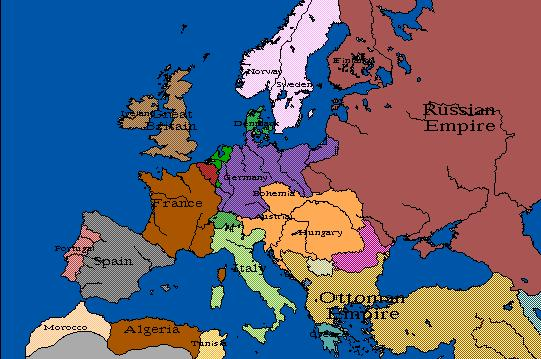 Norway
Finland
Sweden
Russian
Empire
Ireland
Great
Britain
Denmark
Germany
Bohemia
France
Austria
Hungary
Portugal
Spain
Italy
Ottoman
Empire
Morocco
Algeria
Tunisia
Greece